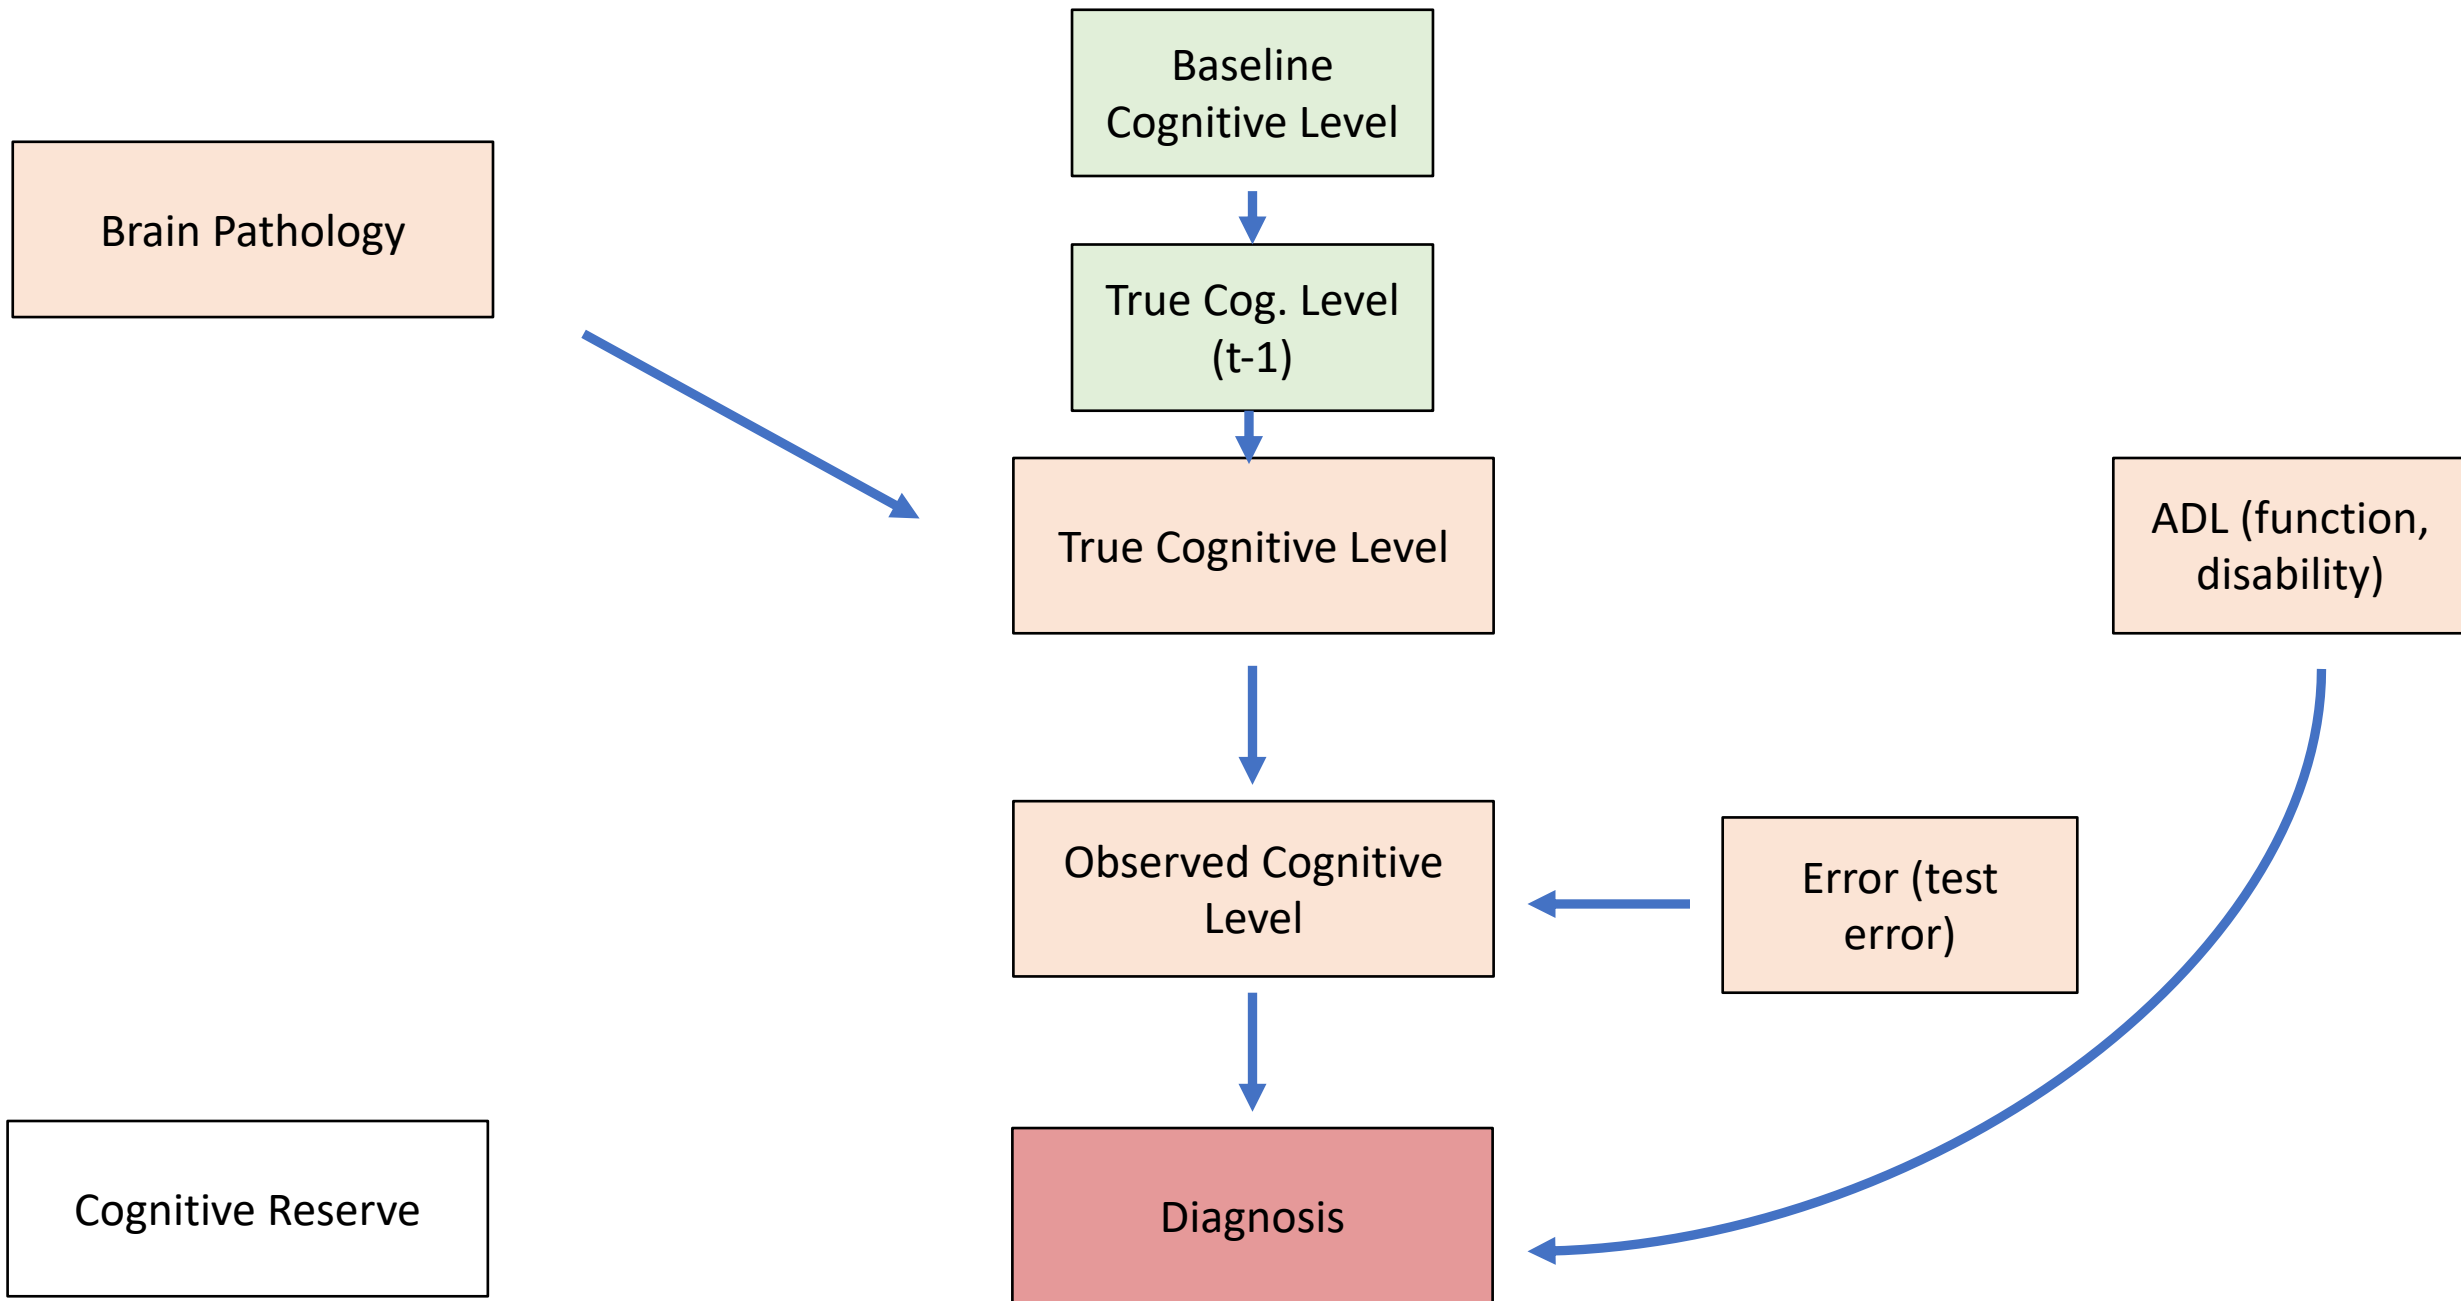 Baseline
Cognitive Level
Brain Pathology
True Cog. Level
(t-1)
True Cognitive Level
ADL (function,
disability)
Observed Cognitive
Level
Error (test
error)
Cognitive Reserve
Diagnosis